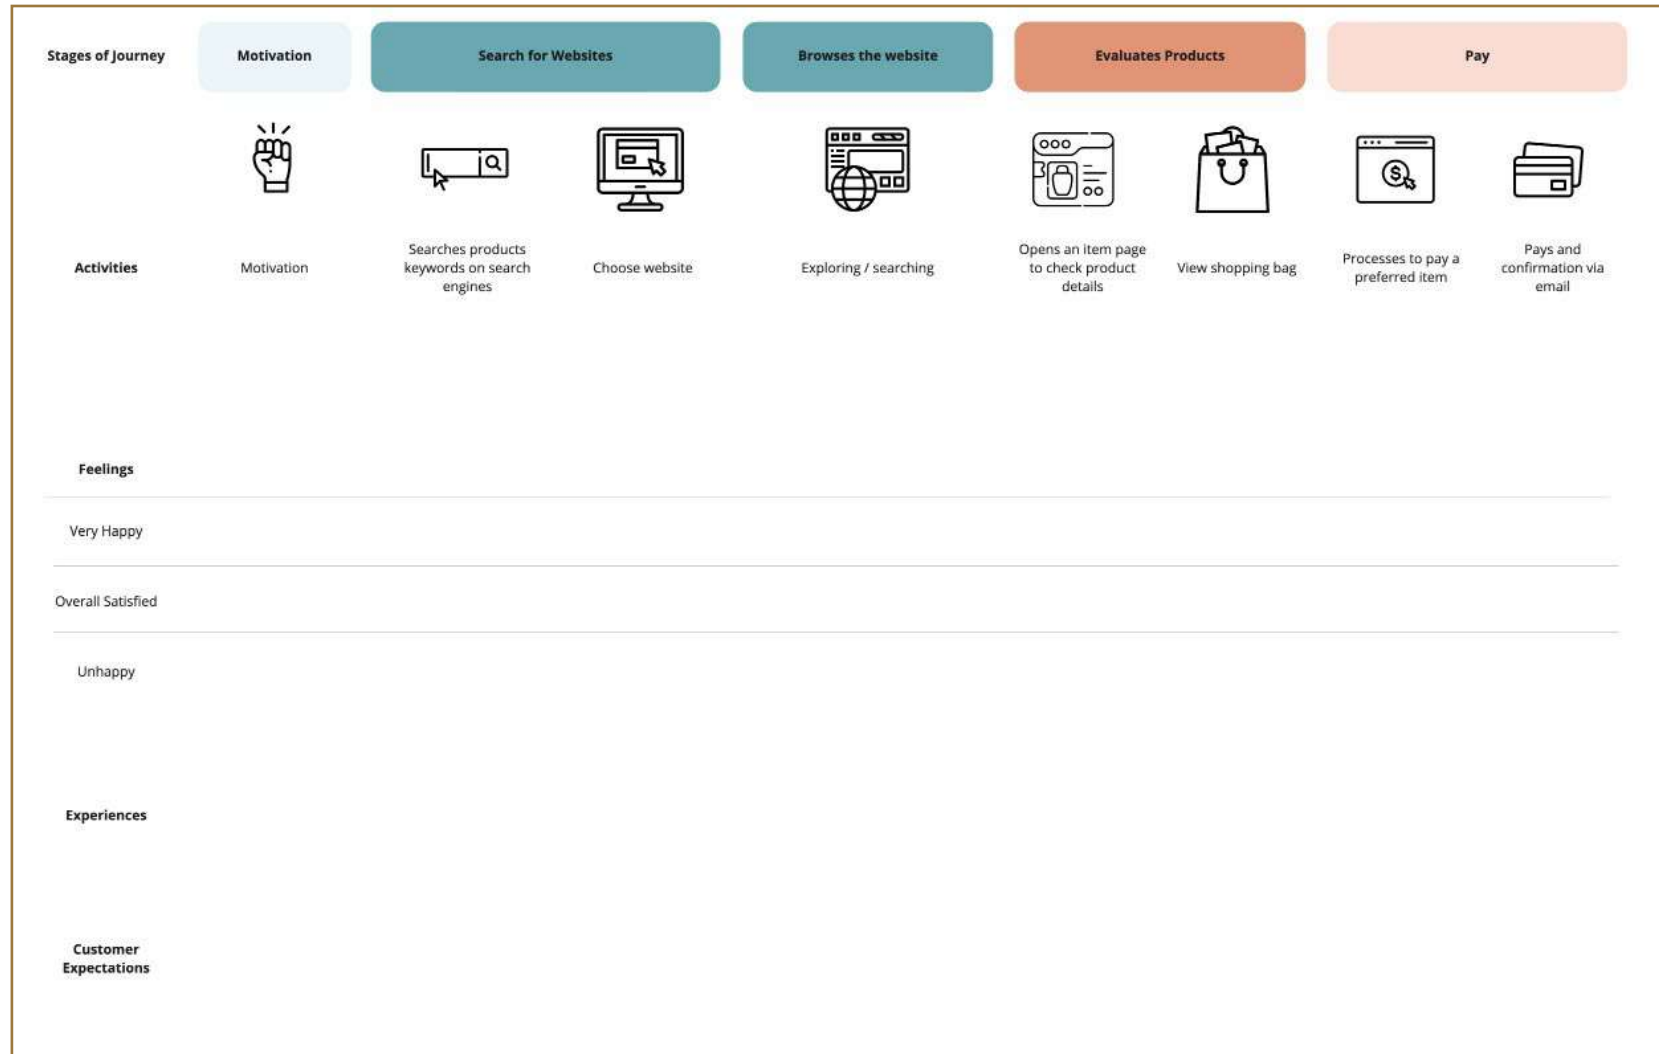 Stages of Journey
Motivation
Search for Websites
Browses the website
Evaluates Products
Pay
Activities
Motivation
Searches products
keywords on search
engines
Choose website
Exploring / searching
Opens an item page
to check product
details
View shopping bag
Processes to pay a
preferred item
Pays and
confirmation via
email
Feelings
Very Happy
Overall Satisfied
Unhappy
Experiences
Customer
Expectations